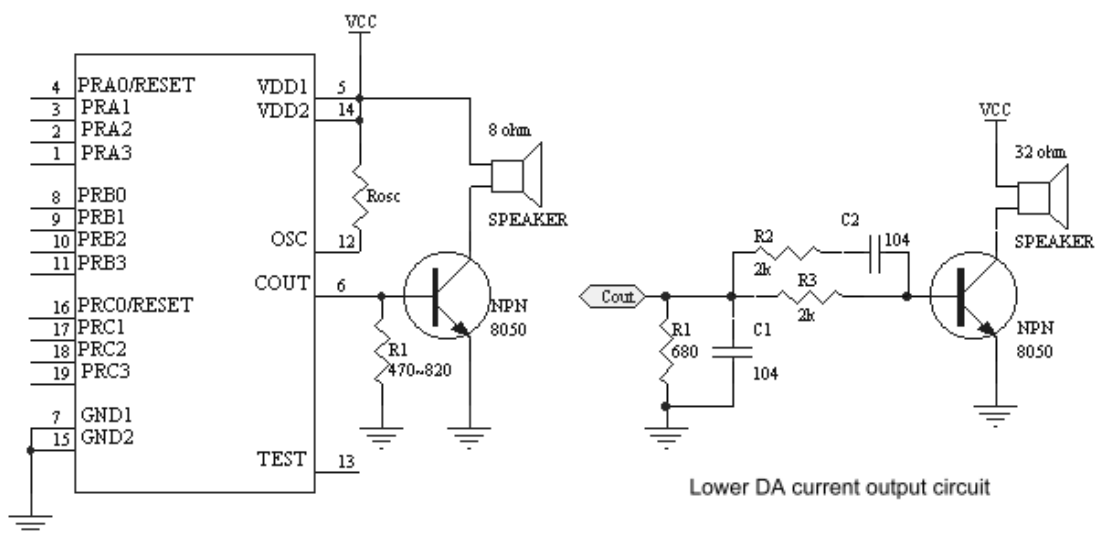 VCC
4 PRA0/RESET
3 PRA1
2 PRA2
1 PRA3
8 PRB0
9 PRB1
10 PRB2
11 PRB3
16 PRC0/RESET
17 PRC1
18 PRC2
19 PRC3
7 GND1
15 GND2
VDD1 5
VDD2 14
OSC 12
COUT 6
TEST 13
Rosc
8 ohm
SPEAKER
NPN
8050
R1
470~820
Cout
R1
680
C1
104
R2
2k
C2
104
R3
2k
VCC
32 ohm
SPEAKER
NPN
8050
Lower DA current output circuit